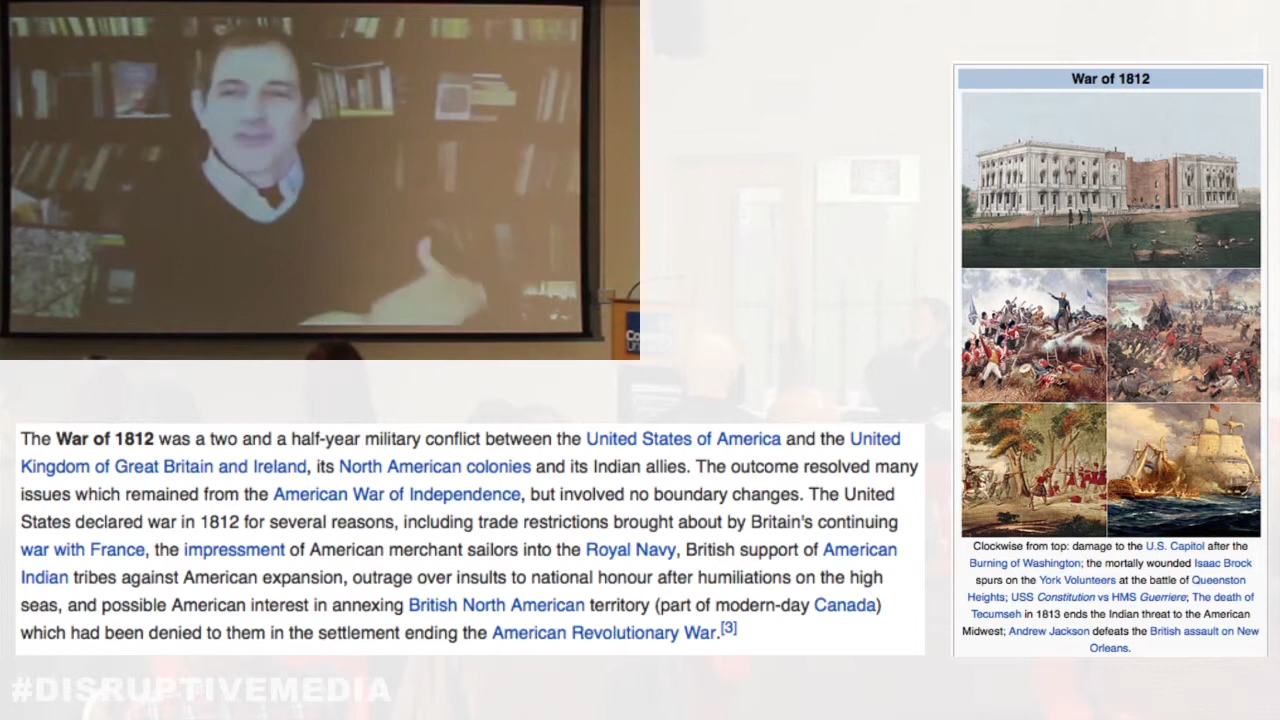 War of 1812
The War of 1812 was a two and a half-year military conflict between the United States of America and the United
Kingdom of Great Britain and Ireland, its North American colonies and its Indian allies. The outcome resolved many
issues which remained from the American War of Independence, but involved no boundary changes. The United
States declared war in 1812 for several reasons, including trade restrictions brought about by Britain's continuing
war with France, the impressment of American merchant sailors into the Royal Navy, British support of American
Indian tribes against American expansion, outrage over insults to national honour after humiliations on the high
seas, and possible American interest in annexing British North American territory (part of modern-day Canada)
which had been denied to them in the settlement ending the American Revolutionary War.[3]
Clockwise from top: damage to the U.S. Capitol after the
Burning of Washington; the mortally wounded Isaac Brock
spurs on the York Volunteers at the battle of Queenston
Heights; USS Constitution vs HMS Guerriere; The death of
Tecumseh in 1813 ends the Indian threat to the American
Midwest; Andrew Jackson defeats the British assault on New
Orleans.
#DISRUPTIVEMEDIA